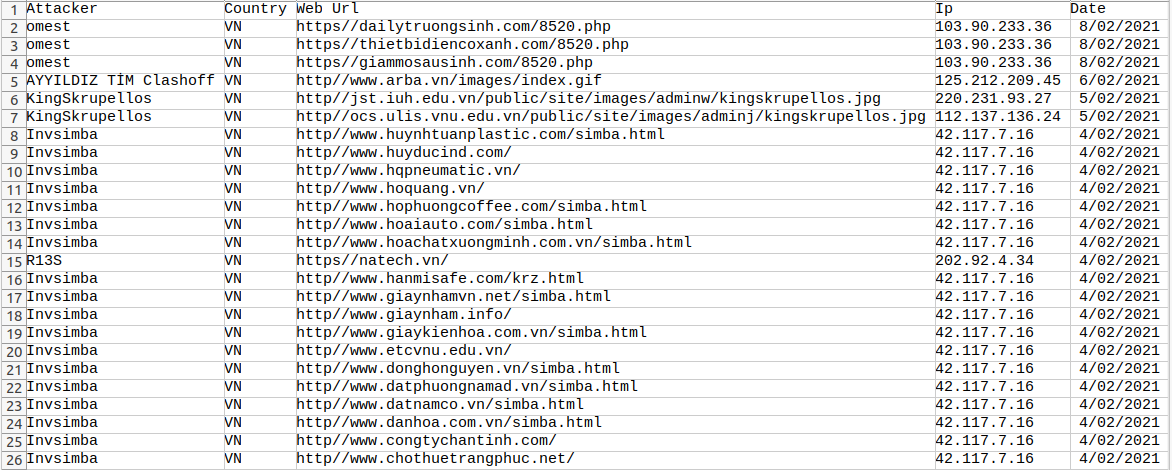 1 Attacker Country Web Url Ip Date
2 omest VN https//dailytruongsinh.com/8520.php 103.90.233.36 8/02/2021
3 omest VN https//thietbidiencoxanh.com/8520.php 103.90.233.36 8/02/2021
4 omest VN https//giammosausinh.com/8520.php 103.90.233.36 8/02/2021
5 AYYILDIZ TİM Clashoff VN http//www.arba.vn/images/index.gif 125.212.209.45 6/02/2021
6 KingSkrupellos VN http//jst.iuh.edu.vn/public/site/images/adminw/kingskrupellos.jpg 220.231.93.27 5/02/2021
7 KingSkrupellos VN http//ocs.ulis.vnu.edu.vn/public/site/images/adminj/kingskrupellos.jpg 112.137.136.24 5/02/2021
8 Invsimba VN http//www.huynhtuanplastic.com/simba.html 42.117.7.16 4/02/2021
9 Invsimba VN http//www.huyducind.com/ 42.117.7.16 4/02/2021
10 Invsimba VN http//www.hqpneumatic.vn/ 42.117.7.16 4/02/2021
11 Invsimba VN http//www.hoquang.vn/ 42.117.7.16 4/02/2021
12 Invsimba VN http//www.hophuongcoffee.com/simba.html 42.117.7.16 4/02/2021
13 Invsimba VN http//www.hoaiauto.com/simba.html 42.117.7.16 4/02/2021
14 Invsimba VN http//www.hoachatxuongminh.com.vn/simba.html 42.117.7.16 4/02/2021
15 R13S VN https//natech.vn/ 202.92.4.34 4/02/2021
16 Invsimba VN http//www.hanmisafe.com/krz.html 42.117.7.16 4/02/2021
17 Invsimba VN http//www.giaynhamvn.net/simba.html 42.117.7.16 4/02/2021
18 Invsimba VN http//www.giaynham.info/ 42.117.7.16 4/02/2021
19 Invsimba VN http//www.giaykienhoa.com.vn/simba.html 42.117.7.16 4/02/2021
20 Invsimba VN http//www.etcvnu.edu.vn/ 42.117.7.16 4/02/2021
21 Invsimba VN http//www.donghonguyen.vn/simba.html 42.117.7.16 4/02/2021
22 Invsimba VN http//www.datphuongnamad.vn/simba.html 42.117.7.16 4/02/2021
23 Invsimba VN http//www.datnamco.vn/simba.html 42.117.7.16 4/02/2021
24 Invsimba VN http//www.danhoa.com.vn/simba.html 42.117.7.16 4/02/2021
25 Invsimba VN http//www.congtychantinh.com/ 42.117.7.16 4/02/2021
26 Invsimba VN http//www.chothuetrangphuc.net/ 42.117.7.16 4/02/2021